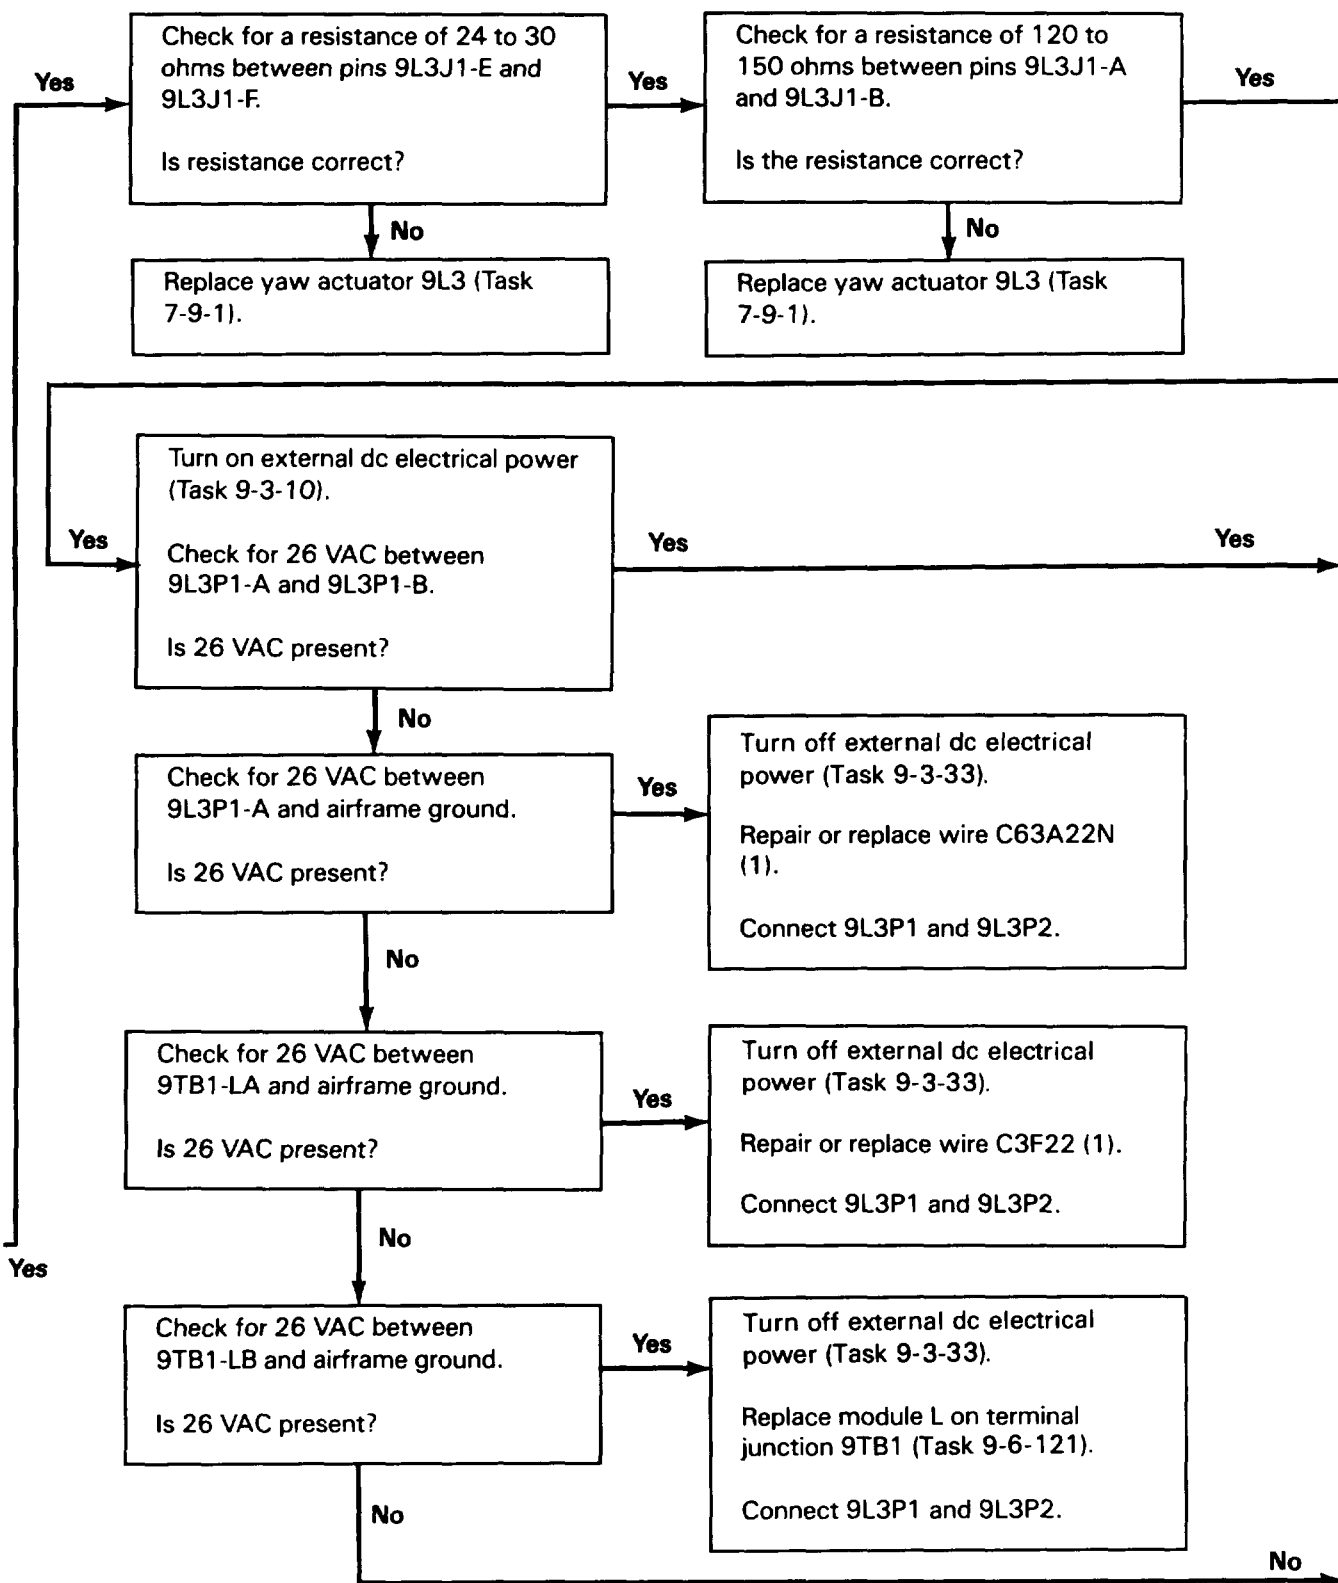 Yes
Check for a resistance of 24 to 30
ohms between pins 9L3J1-E and
9L3J1-F.
Is resistance correct?
Yes
Check for a resistance of 120 to
150 ohms between pins 9L3J1-A
and 9L3J1-B.
Is the resistance correct?
Yes
No
No
Replace yaw actuator 9L3 (Task
7-9-1).
Replace yaw actuator 9L3 (Task
7-9-1).
Yes
Turn on external dc electrical power
(Task 9-3-10).
Check for 26 VAC between
9L3P1-A and 9L3P1-B.
Is 26 VAC present?
Yes
Yes
No
Check for 26 VAC between
9L3P1-A and airframe ground.
Is 26 VAC present?
Yes
Turn off external dc electrical
power (Task 9-3-33).
Repair or replace wire C63A22N
(1).
Connect 9L3P1 and 9L3P2.
No
Check for 26 VAC between
9TB1-LA and airframe ground.
Is 26 VAC present?
Yes
Turn off external dc electrical
power (Task 9-3-33).
Repair or replace wire C3F22 (1).
Connect 9L3P1 and 9L3P2.
No
Yes
Check for 26 VAC between
9TB1-LB and airframe ground.
Is 26 VAC present?
Yes
Turn off external dc electrical
power (Task 9-3-33).
Replace module L on terminal
junction 9TB1 (Task 9-6-121).
Connect 9L3P1 and 9L3P2.
No
No